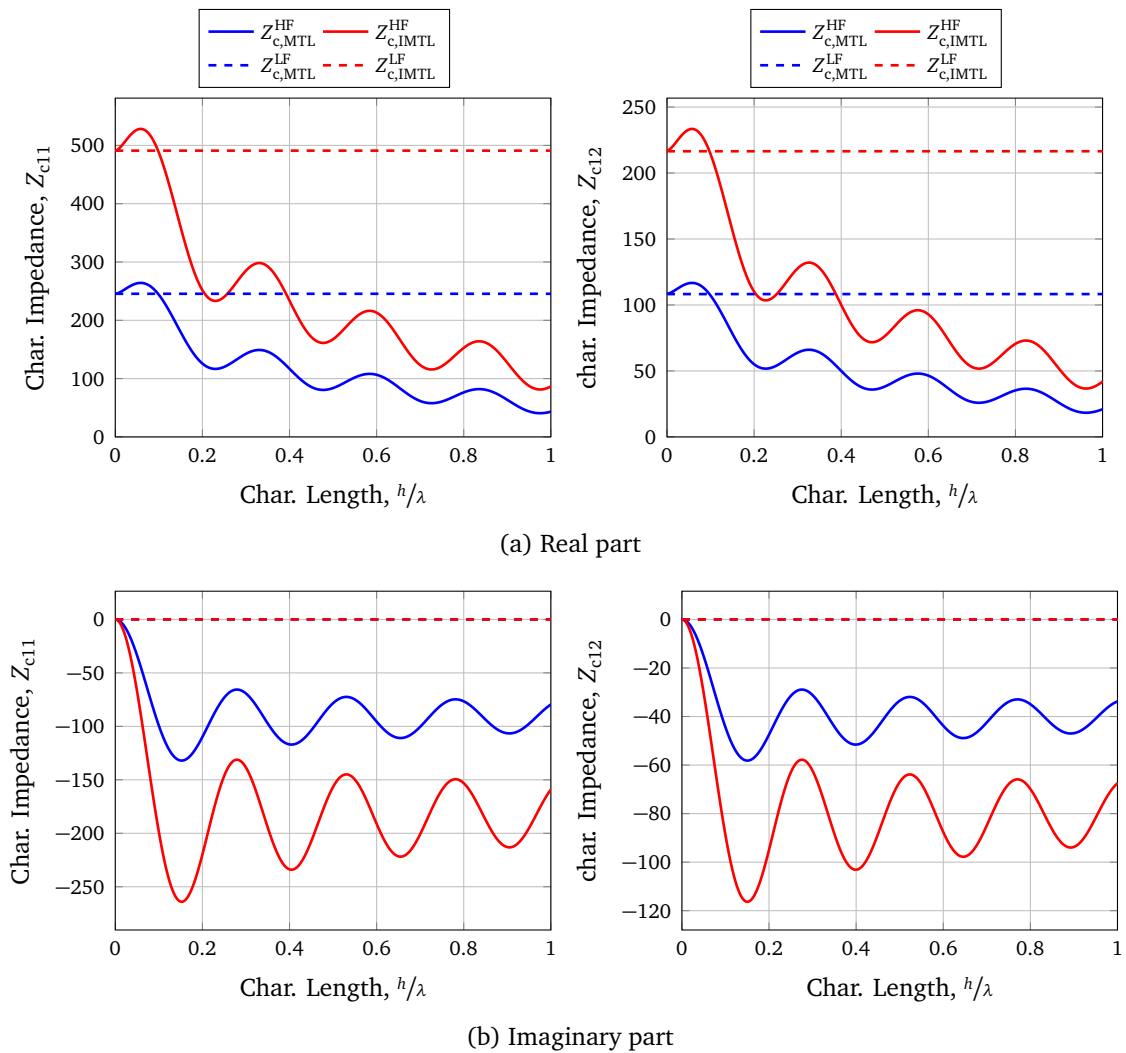 Z^HF_c,MTL Z^HF_c,IMTL
Z^LF_c,MTL Z^LF_c,IMTL
Char. Impedance, Z_c11
500
400
300
200
100
0
0 0.2 0.4 0.6 0.8 1
Char. Length, h/λ
Z^HF_c,MTL Z^HF_c,IMTL
Z^LF_c,MTL Z^LF_c,IMTL
char. Impedance, Z_c12
250
200
150
100
50
0
0 0.2 0.4 0.6 0.8 1
Char. Length, h/λ
(a) Real part
Char. Impedance, Z_c11
0
−50
−100
−150
−200
−250
0 0.2 0.4 0.6 0.8 1
Char. Length, h/λ
char. Impedance, Z_c12
0
−20
−40
−60
−80
−100
−120
0 0.2 0.4 0.6 0.8 1
Char. Length, h/λ
(b) Imaginary part